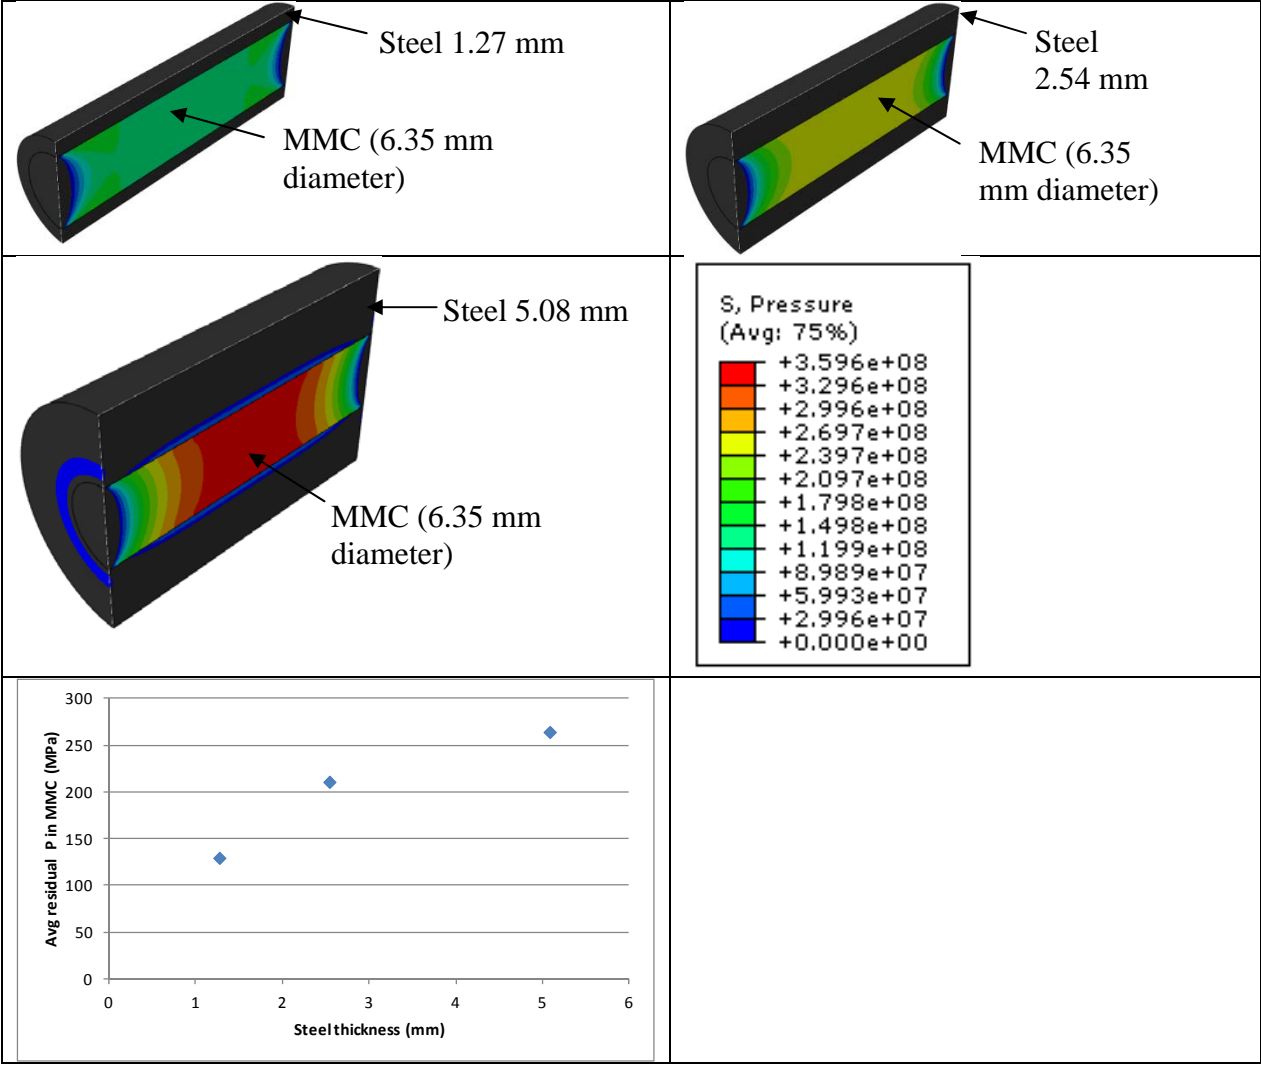 Steel 1.27 mm
MMC (6.35 mm
diameter)
Steel
2.54 mm
MMC (6.35
mm diameter)
Steel 5.08 mm
MMC (6.35 mm
diameter)
S, Pressure
(Avg: 75%)
+3.596e+08
+3.296e+08
+2.996e+08
+2.697e+08
+2.397e+08
+2.097e+08
+1.798e+08
+1.498e+08
+1.199e+08
+8.989e+07
+5.993e+07
+2.996e+07
+0.000e+00
Avg residual P in MMC (MPa)
300
250
200
150
100
50
0
0 1 2 3 4 5 6
Steel thickness (mm)